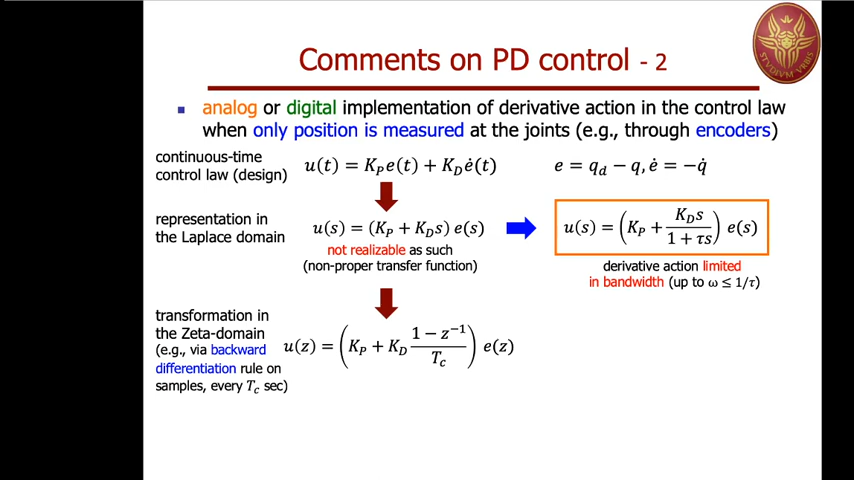 Comments on PD control - 2
analog or digital implementation of derivative action in the control law
when only position is measured at the joints (e.g., through encoders)
continuous-time
control law (design)
u(t) = K_P e(t) + K_D ė(t)
e = q_d − q, ė = −q̇
representation in
the Laplace domain
u(s) = (K_P + K_D s) e(s)
not realizable as such
(non-proper transfer function)
u(s) = (K_P + K_D s / (1 + τs)) e(s)
derivative action limited
in bandwidth (up to ω ≤ 1/τ)
transformation in
the Zeta-domain
(e.g., via backward
differentiation rule on
samples, every T_c sec)
u(z) = (K_P + K_D (1 − z⁻¹) / T_c) e(z)
STVDIVM VRBIS